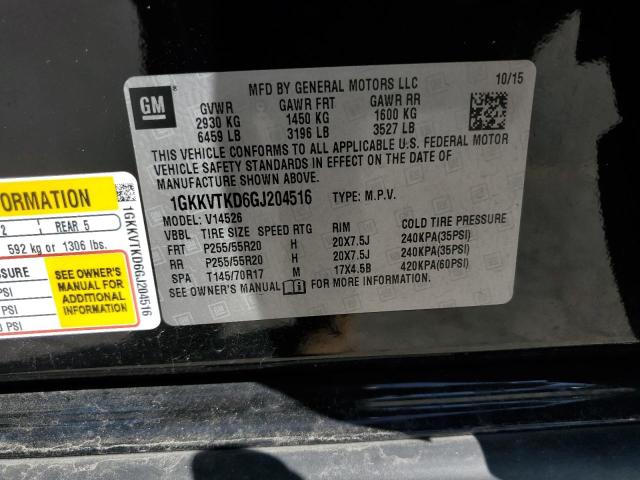 GM
MFD BY GENERAL MOTORS LLC
10/15
GVWR GAWR FRT GAWR RR
2930 KG 1450 KG 1600 KG
6459 LB 3196 LB 3527 LB
THIS VEHICLE CONFORMS TO ALL APPLICABLE U.S. FEDERAL MOTOR
VEHICLE SAFETY STANDARDS IN EFFECT ON THE DATE OF
MANUFACTURE SHOWN ABOVE.
1GKKVTKD6GJ204516 TYPE: M.P.V.
MODEL: V14526
VBBL TIRE SIZE SPEED RTG RIM COLD TIRE PRESSURE
FRT P255/55R20 H 20X7.5J 240KPA(35PSI)
RR P255/55R20 H 20X7.5J 240KPA(35PSI)
SPA T145/70R17 M 17X4.5B 420KPA(60PSI)
SEE OWNER'S MANUAL FOR MORE INFORMATION.
FORMATION
2 REAR 5
592 kg or 1306 lbs.
SSURE
PSI
PSI
PSI
SEE OWNER'S
MANUAL FOR
ADDITIONAL
INFORMATION
1GKKVTKD6GJ204516